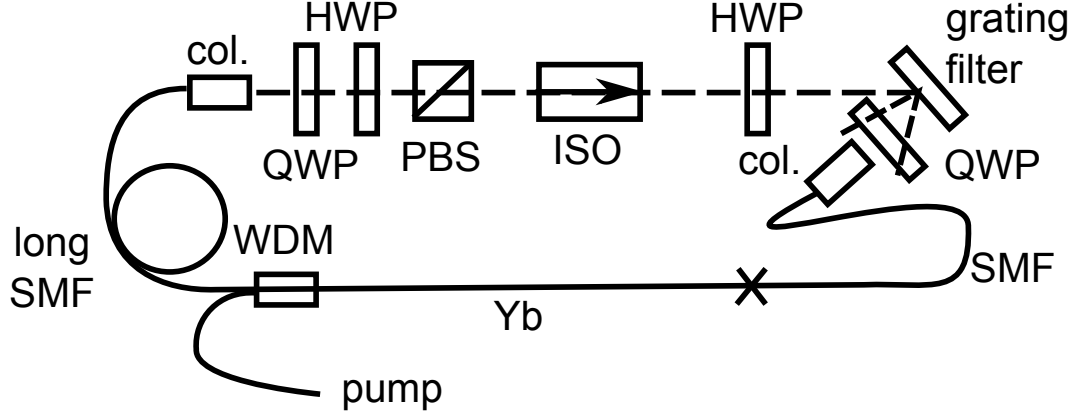 HWP
HWP
grating
filter
col.
QWP
PBS
ISO
col.
QWP
long
SMF
WDM
SMF
Yb
pump